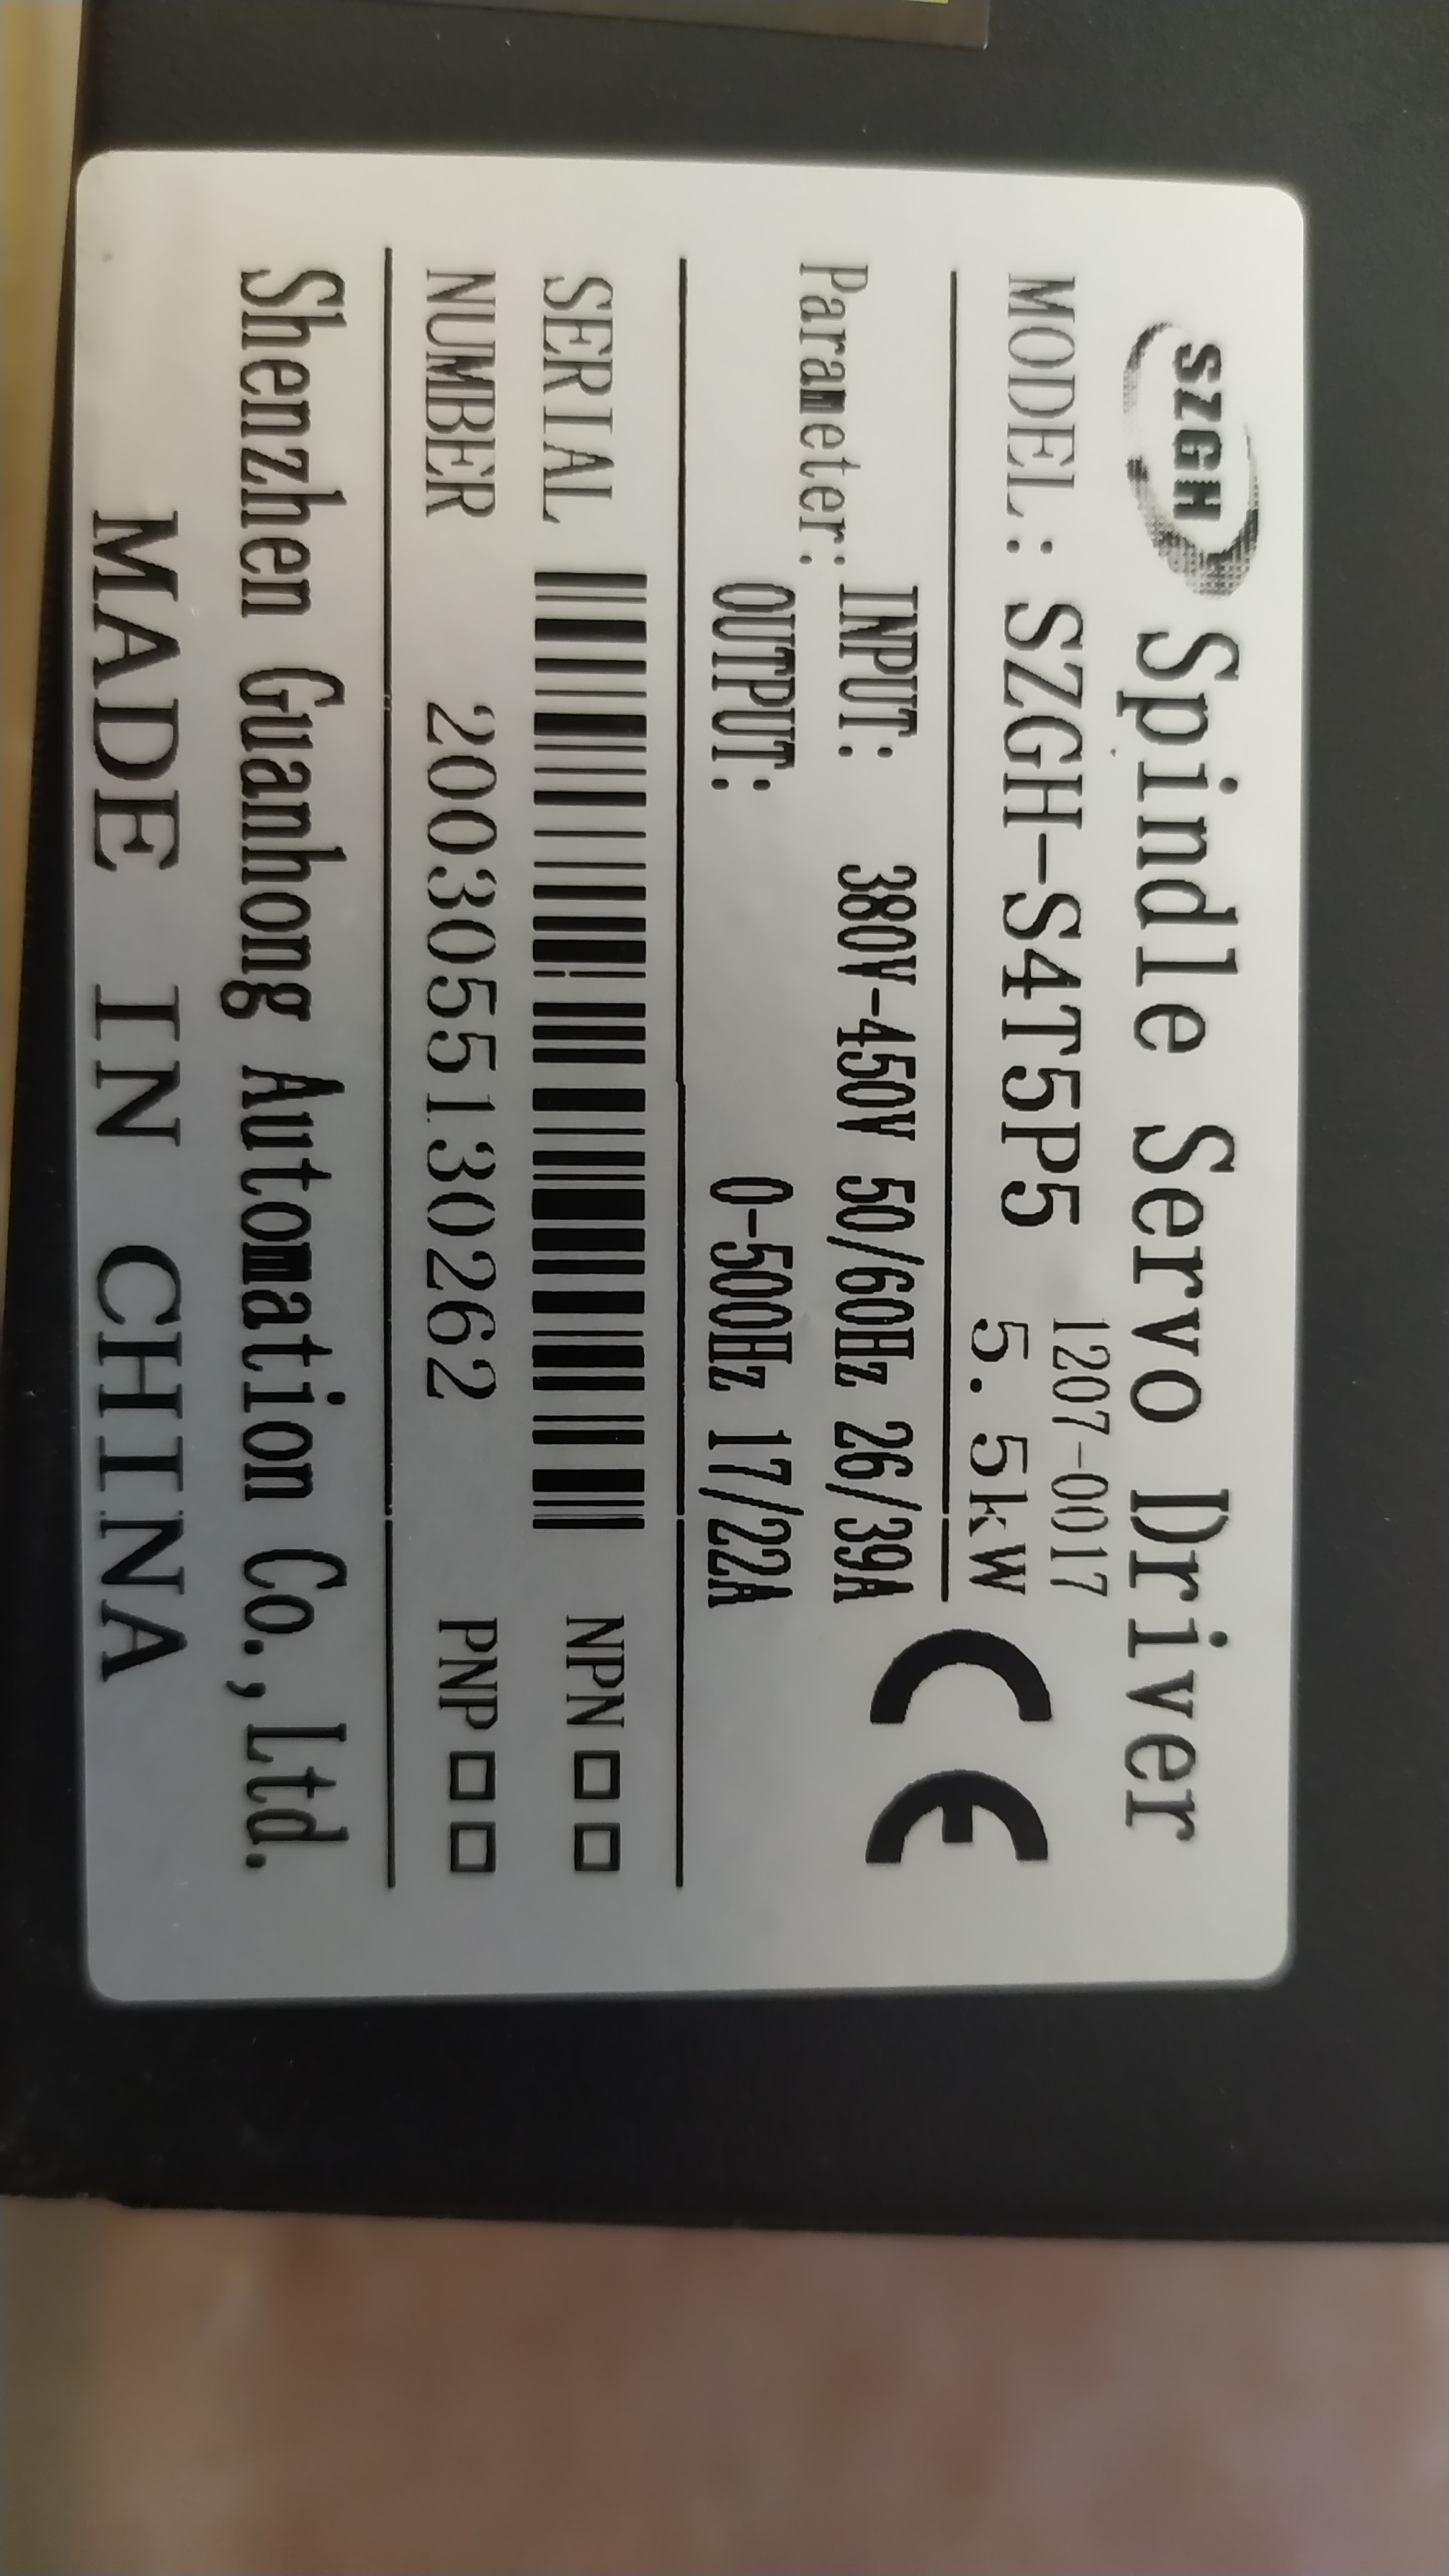 SZGH Spindle Servo Driver
1207-0017
MODEL: SZGH-S4T5P5 5.5kW
CE
Parameter: INPUT: 380V-450V 50/60Hz 26/39A
OUTPUT: 0-500Hz 17/22A
SERIAL NPN □ □
NUMBER 2003055130262 PNP □ □
Shenzhen Guanhong Automation Co., Ltd.
MADE IN CHINA